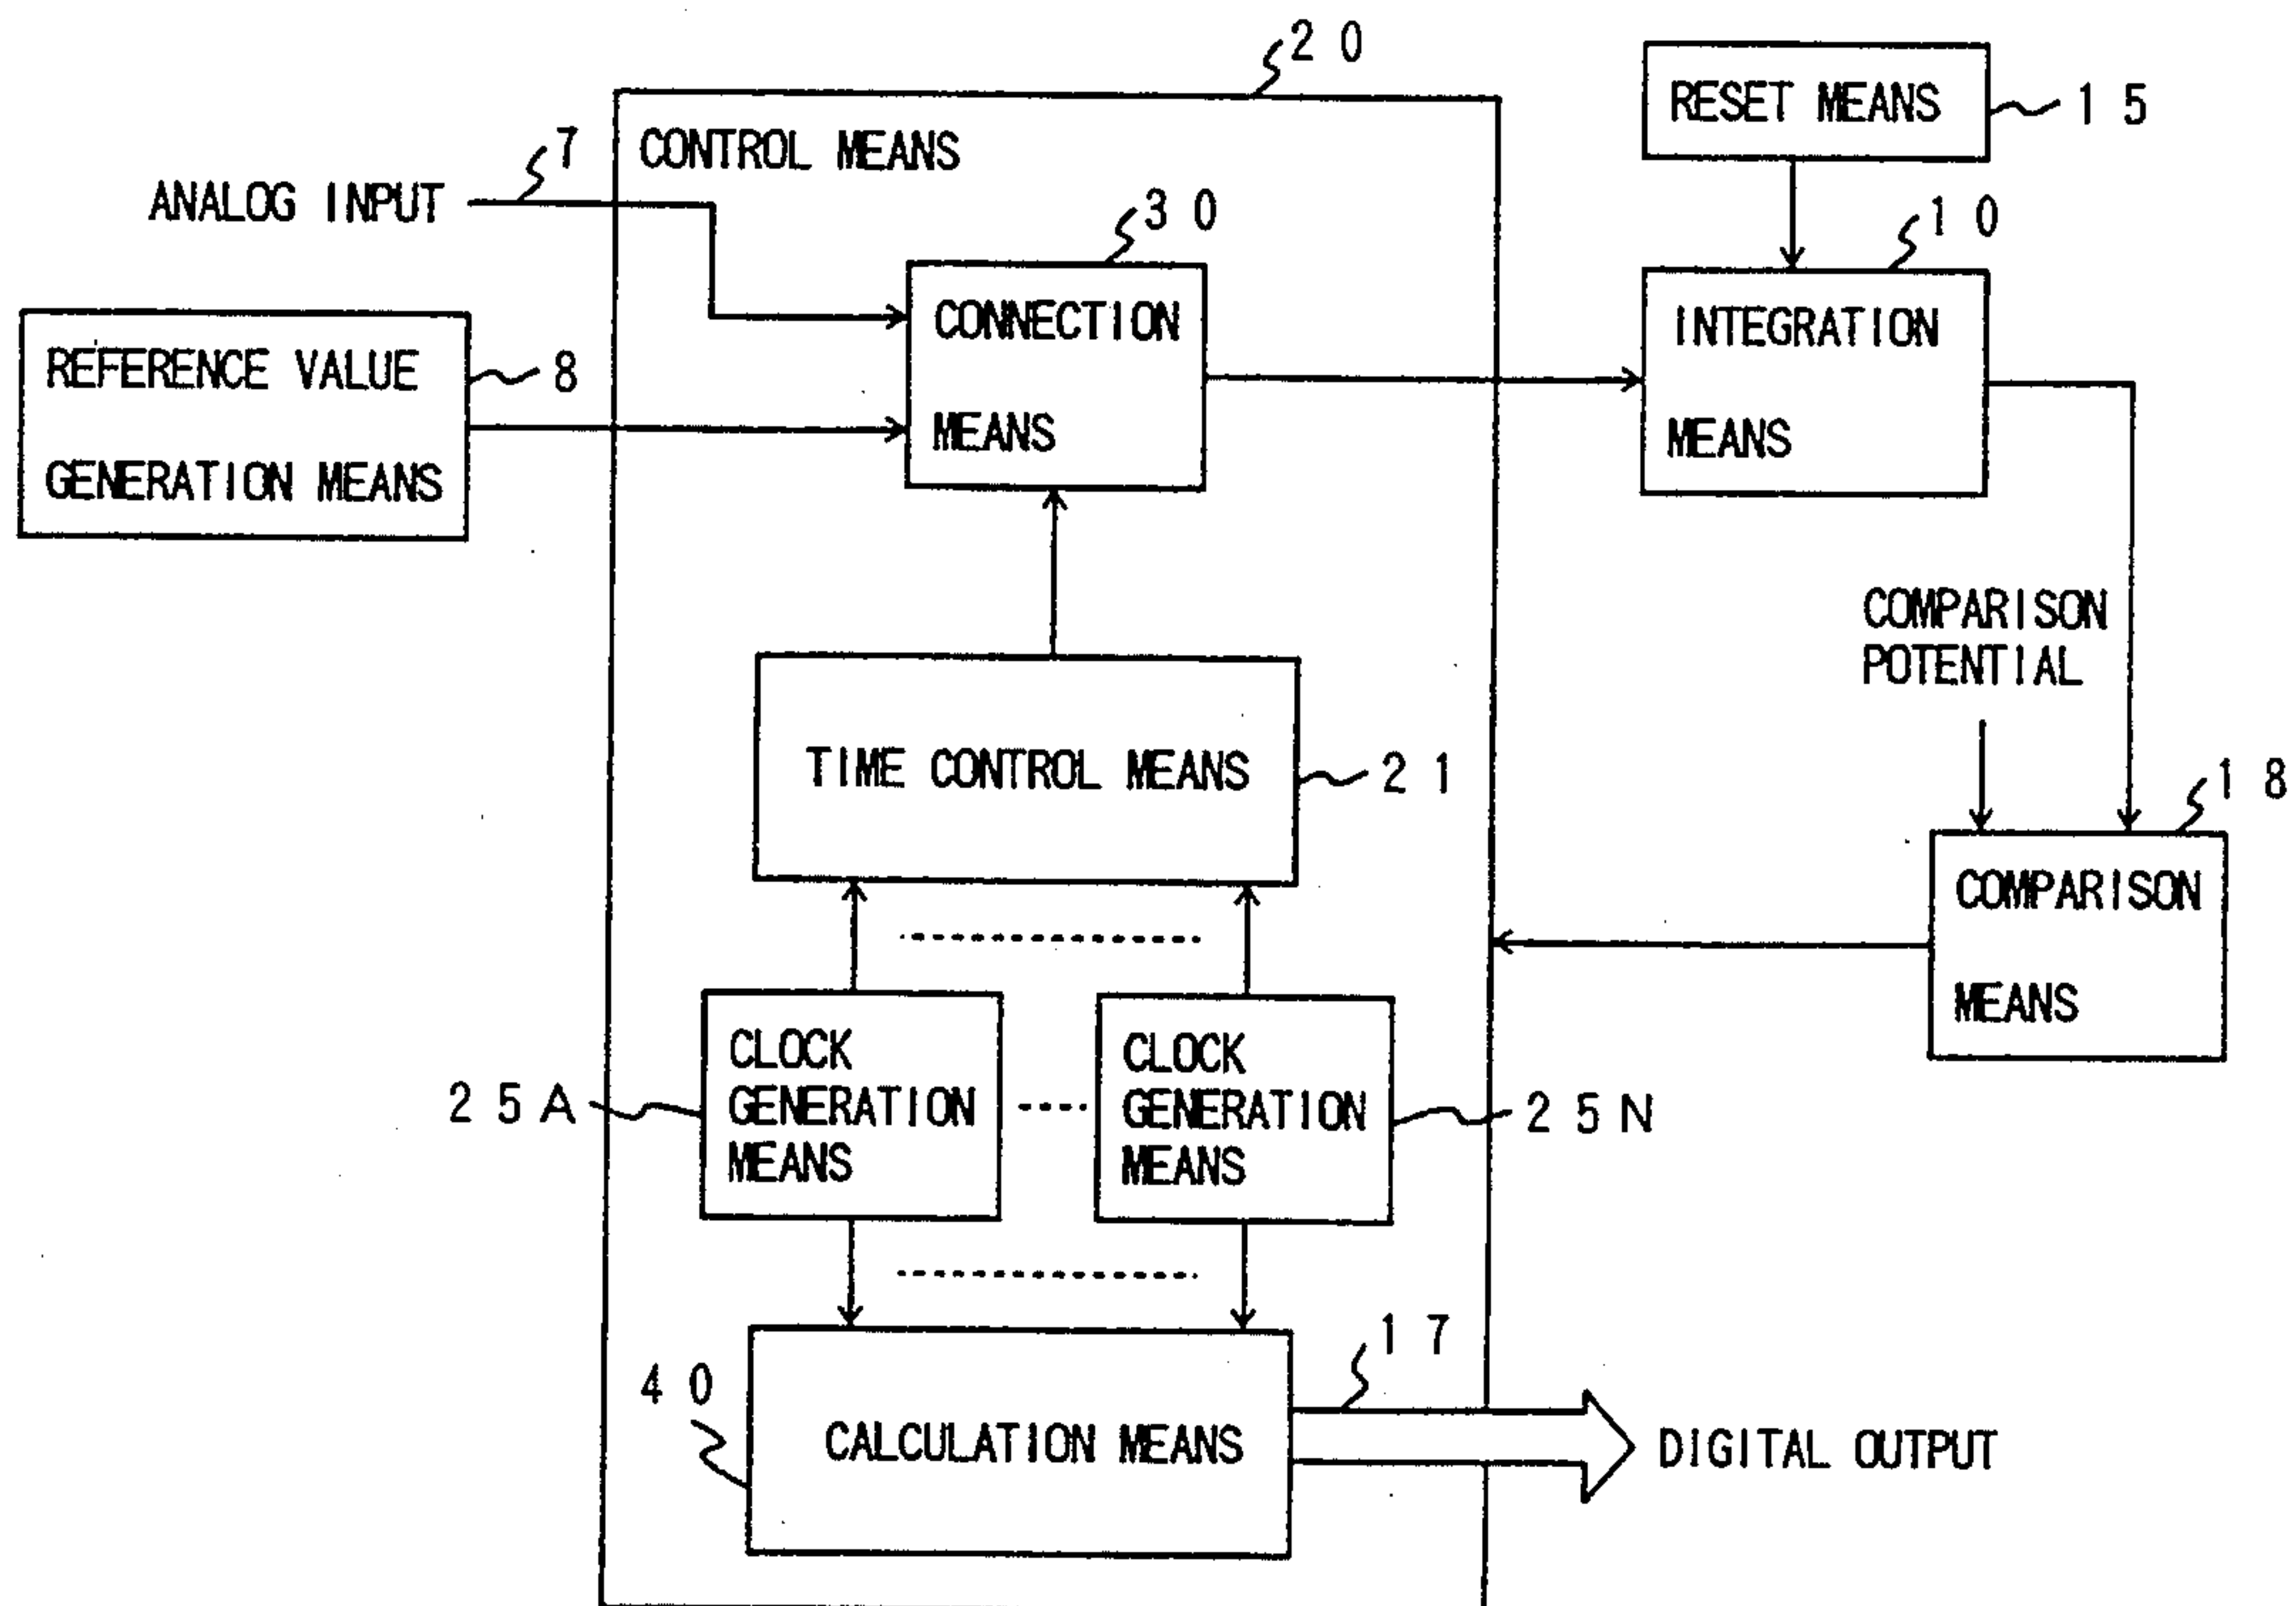 20
RESET MEANS
15
7
CONTROL MEANS
ANALOG INPUT
30
10
CONNECTION
MEANS
INTEGRATION
MEANS
REFERENCE VALUE
GENERATION MEANS
8
COMPARISON
POTENTIAL
TIME CONTROL MEANS
21
18
COMPARISON
MEANS
CLOCK
GENERATION
MEANS
25A
CLOCK
GENERATION
MEANS
25N
17
40
CALCULATION MEANS
DIGITAL OUTPUT